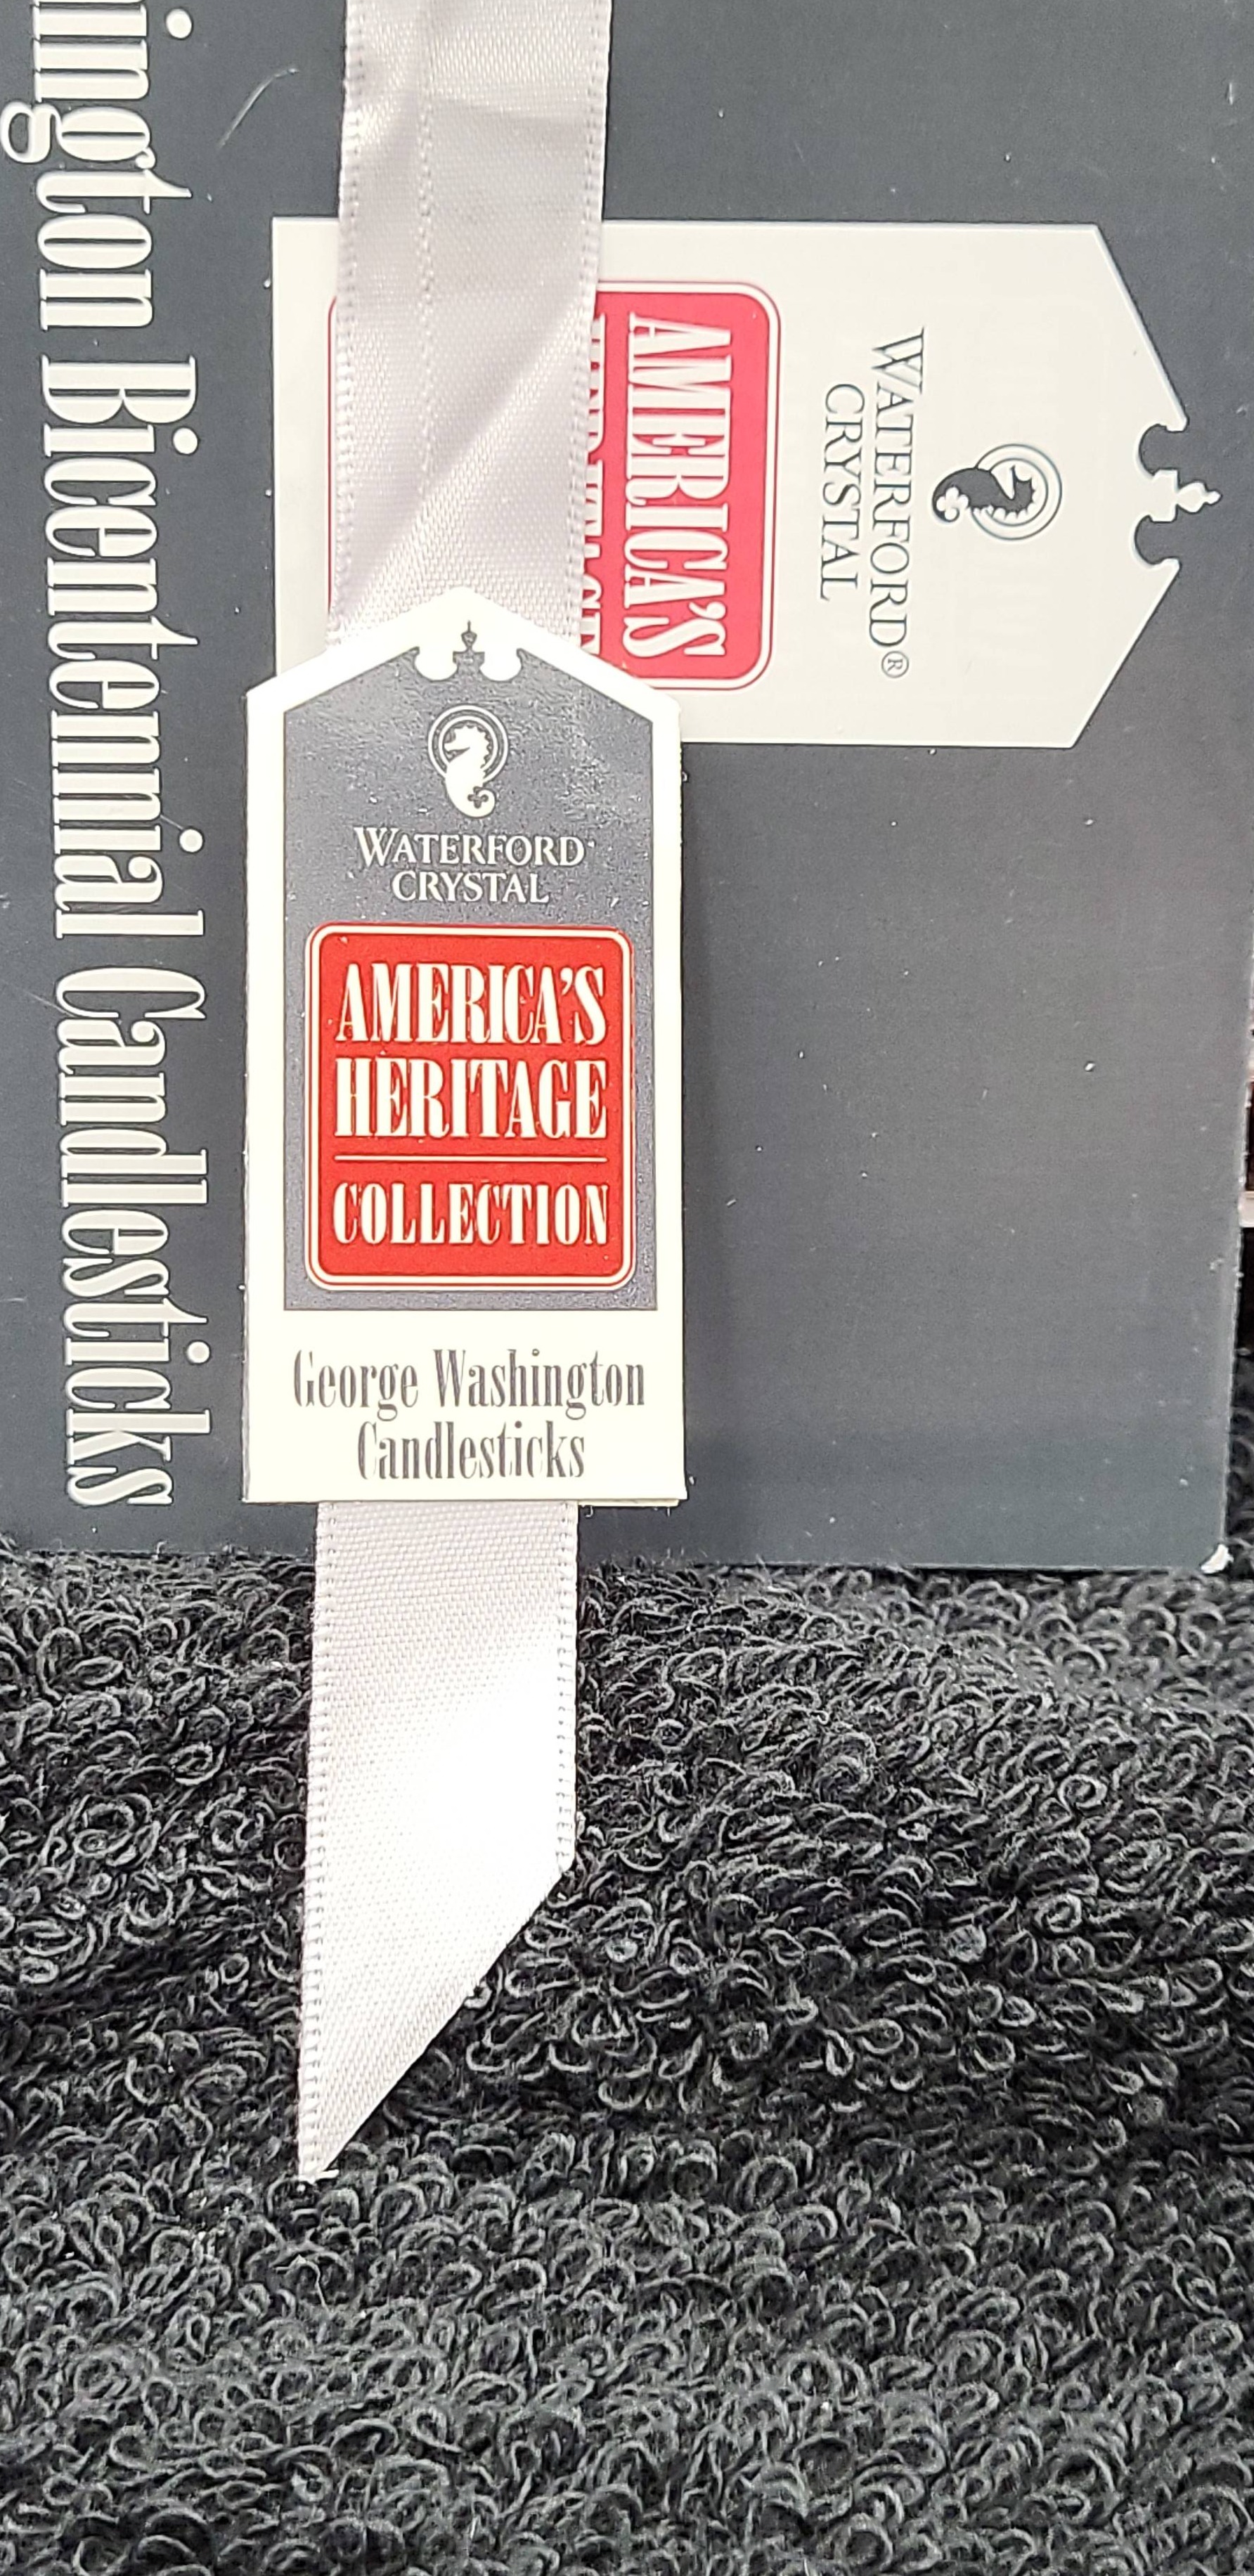 ington Bicentennial Candlesticks
WATERFORD®
CRYSTAL
AMERICA'S
WATERFORD
CRYSTAL
AMERICA'S
HERITAGE
COLLECTION
George Washington
Candlesticks